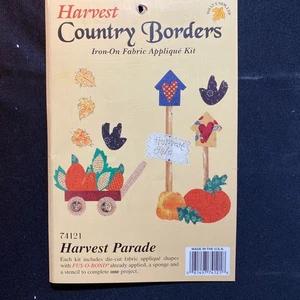 Harvest
Country Borders
Iron-On Fabric Appliqué Kit
Harvest
74121
Harvest Parade
Each kit includes die-cut fabric appliqué shapes
with FUS-O-BOND® already applied, a sponge and
a stencil to complete one project.
MADE IN THE U.S.A.